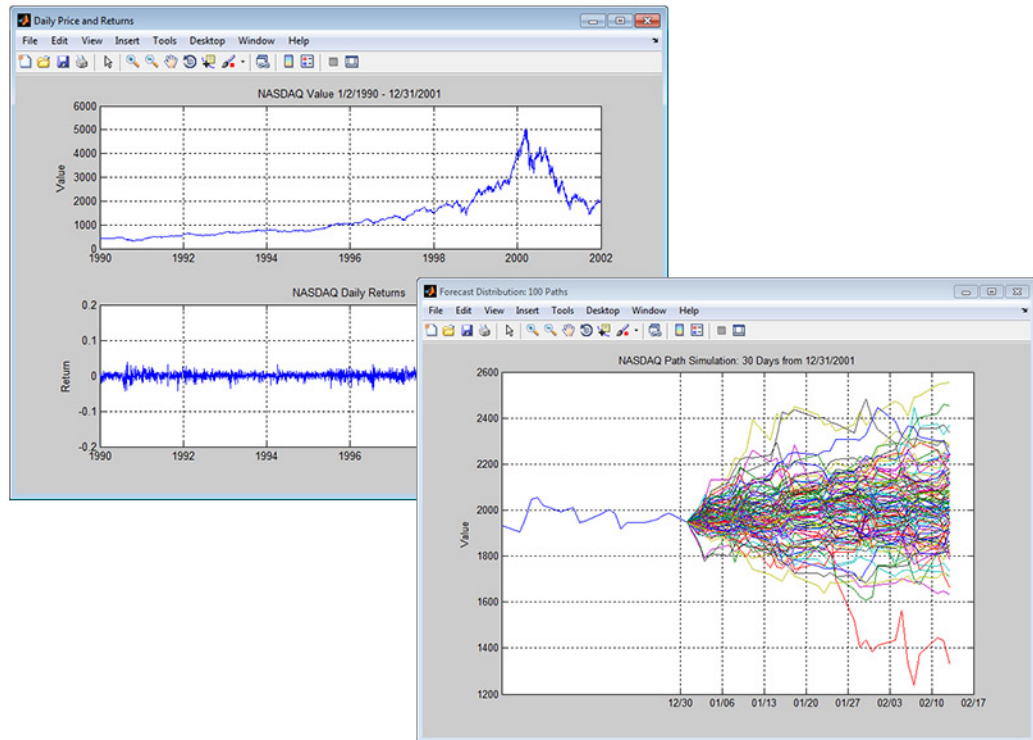 Daily Price and Returns
File Edit View Insert Tools Desktop Window Help
NASDAQ Value 1/2/1990 - 12/31/2001
6000
5000
4000
3000
2000
1000
0
Value
1990 1992 1994 1996 1998 2000 2002
NASDAQ Daily Returns
0.2
0.1
0
-0.1
-0.2
Return
1990 1992 1994 1996
Forecast Distribution: 100 Paths
File Edit View Insert Tools Desktop Window Help
NASDAQ Path Simulation: 30 Days from 12/31/2001
2600
2400
2200
2000
1800
1600
1400
1200
Value
12/30 01/06 01/13 01/20 01/27 02/03 02/10 02/17